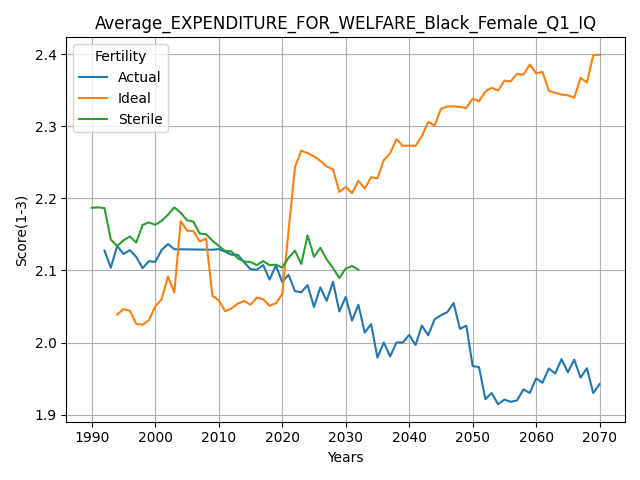 Average_EXPENDITURE_FOR_WELFARE_Black_Female_Q1_IQ
Fertility
Actual
Ideal
Sterile
Score(1-3)
2.4
2.3
2.2
2.1
2.0
1.9
1990 2000 2010 2020 2030 2040 2050 2060 2070
Years